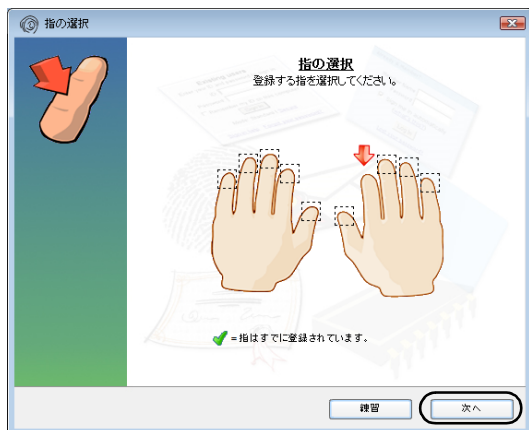 指の選択
指の選択
登録する指を選択してください。
=指はすでに登録されています。
練習
次へ